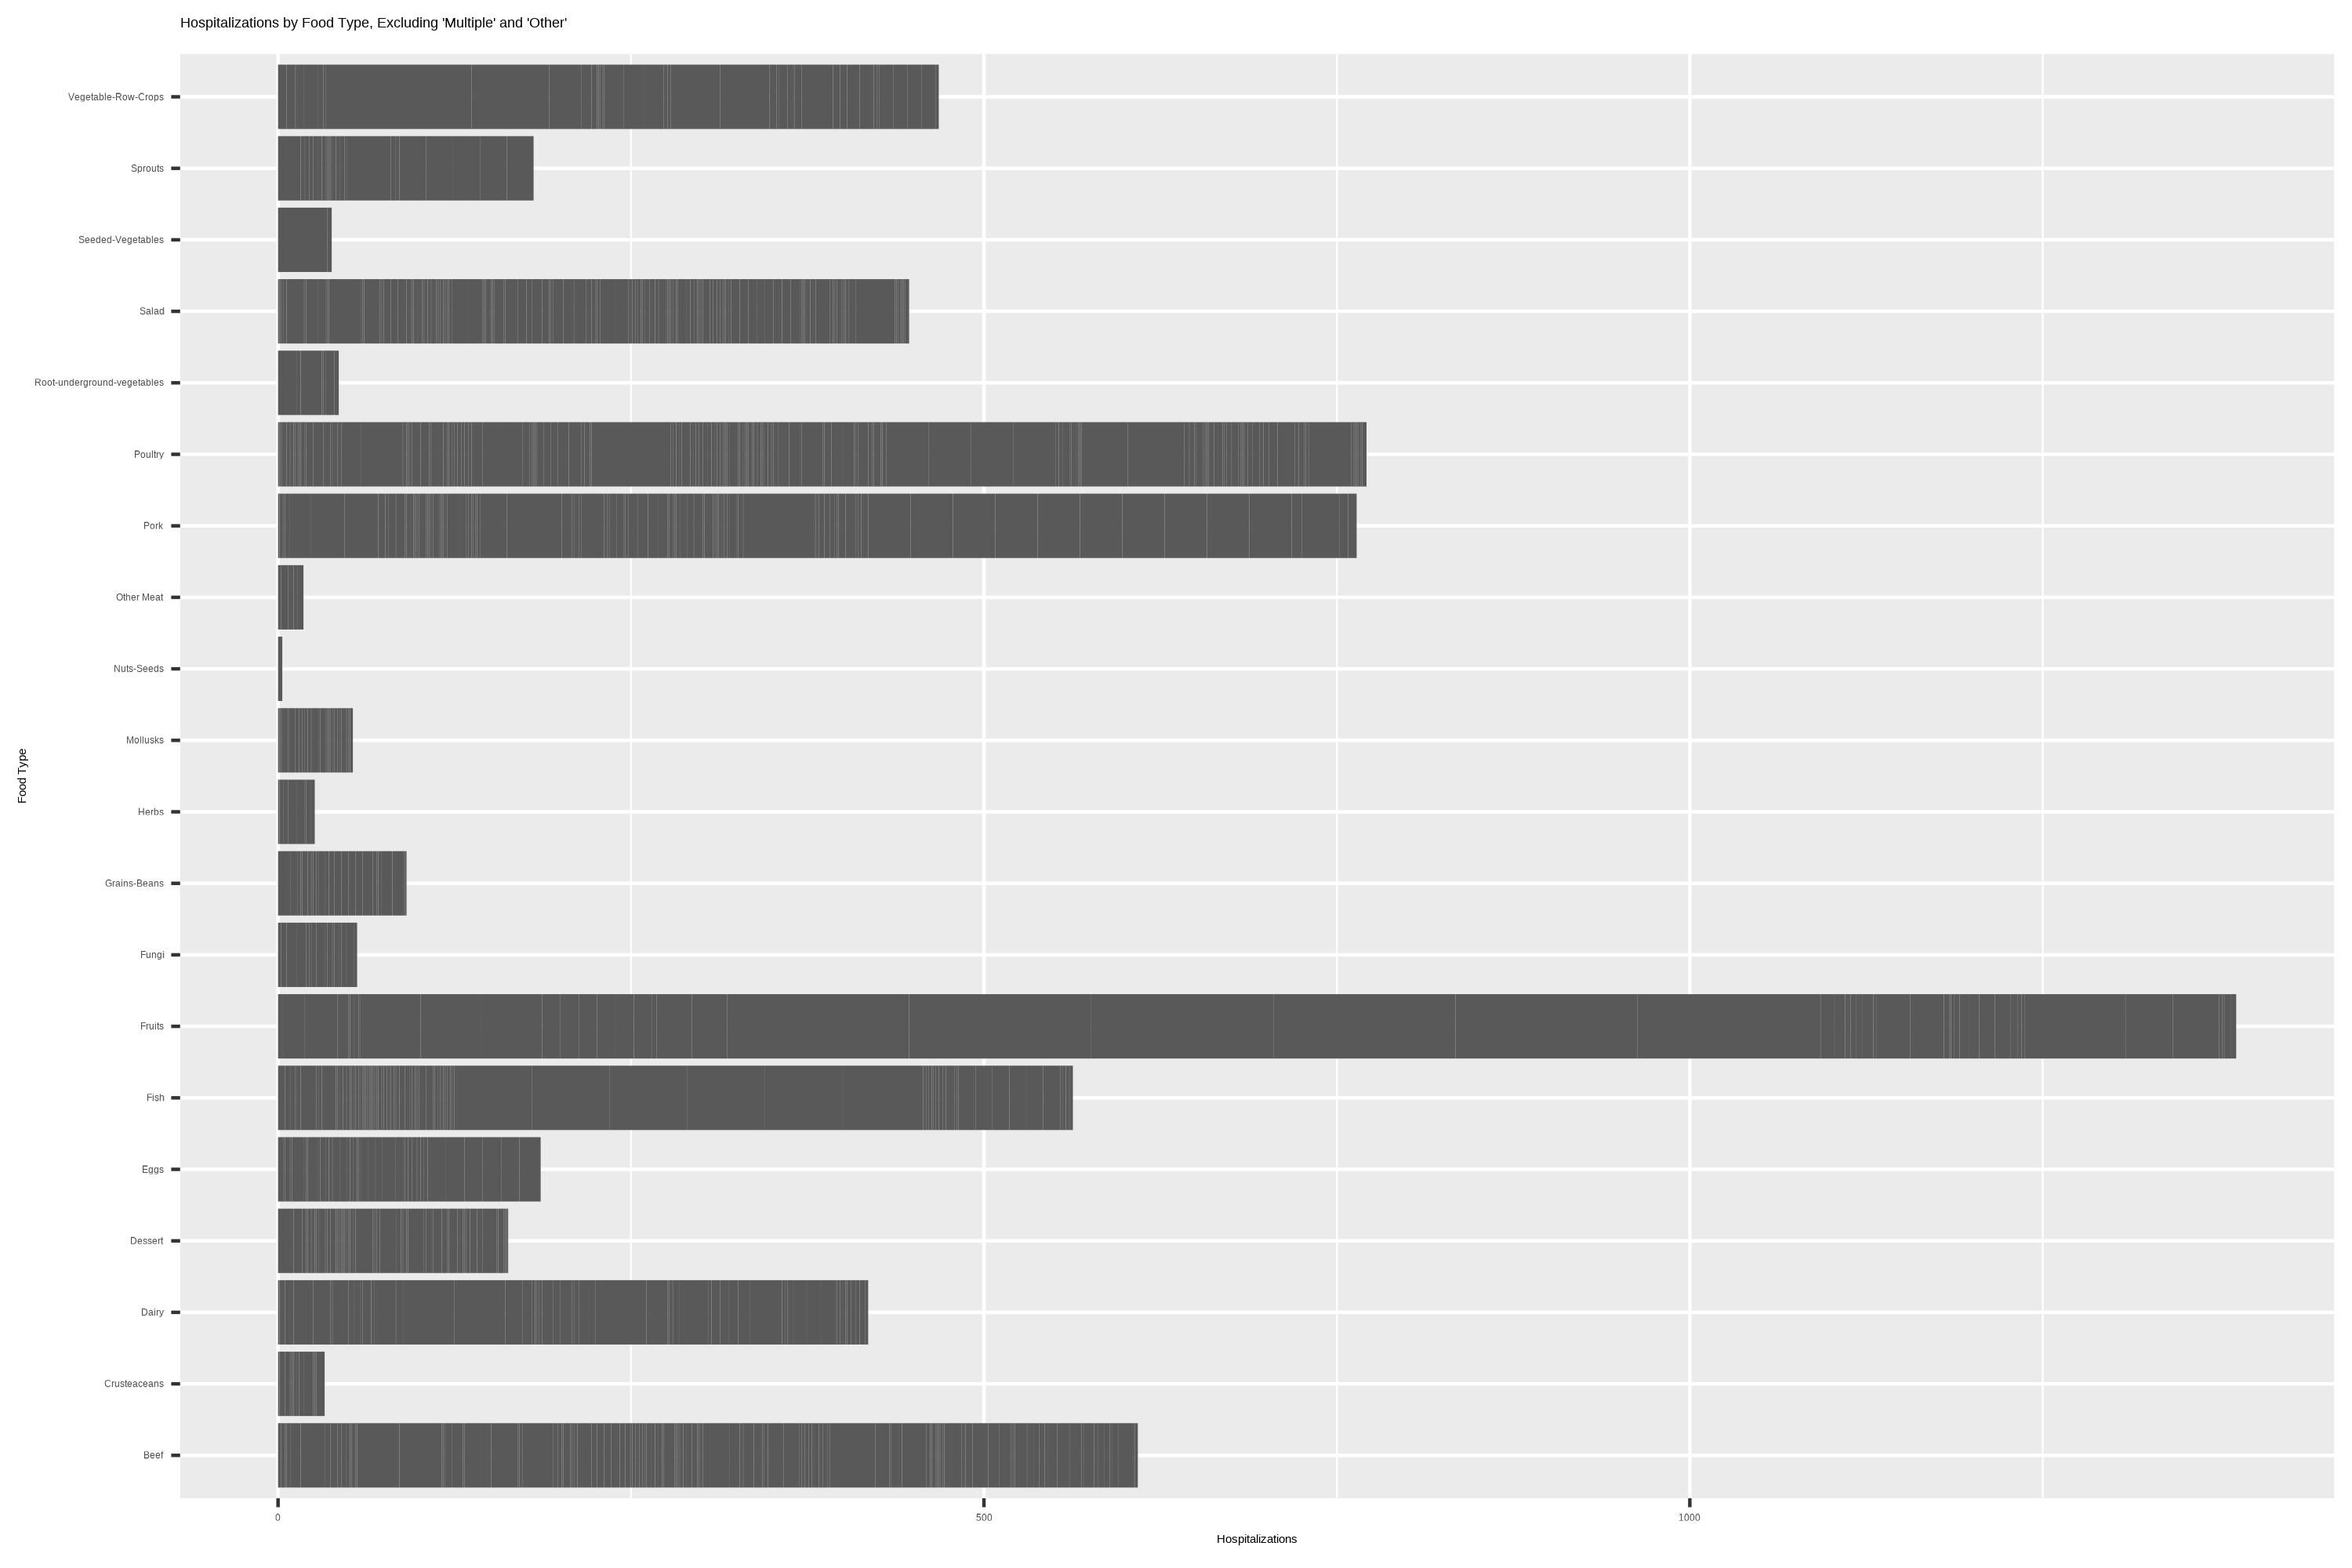 Hospitalizations by Food Type, Excluding 'Multiple' and 'Other'
Vegetable-Row-Crops
Sprouts
Seeded-Vegetables
Salad
Root-underground-vegetables
Poultry
Pork
Other Meat
Nuts-Seeds
Mollusks
Herbs
Grains-Beans
Fungi
Fruits
Fish
Eggs
Dessert
Dairy
Crusteaceans
Beef
Food Type
0 500 1000
Hospitalizations